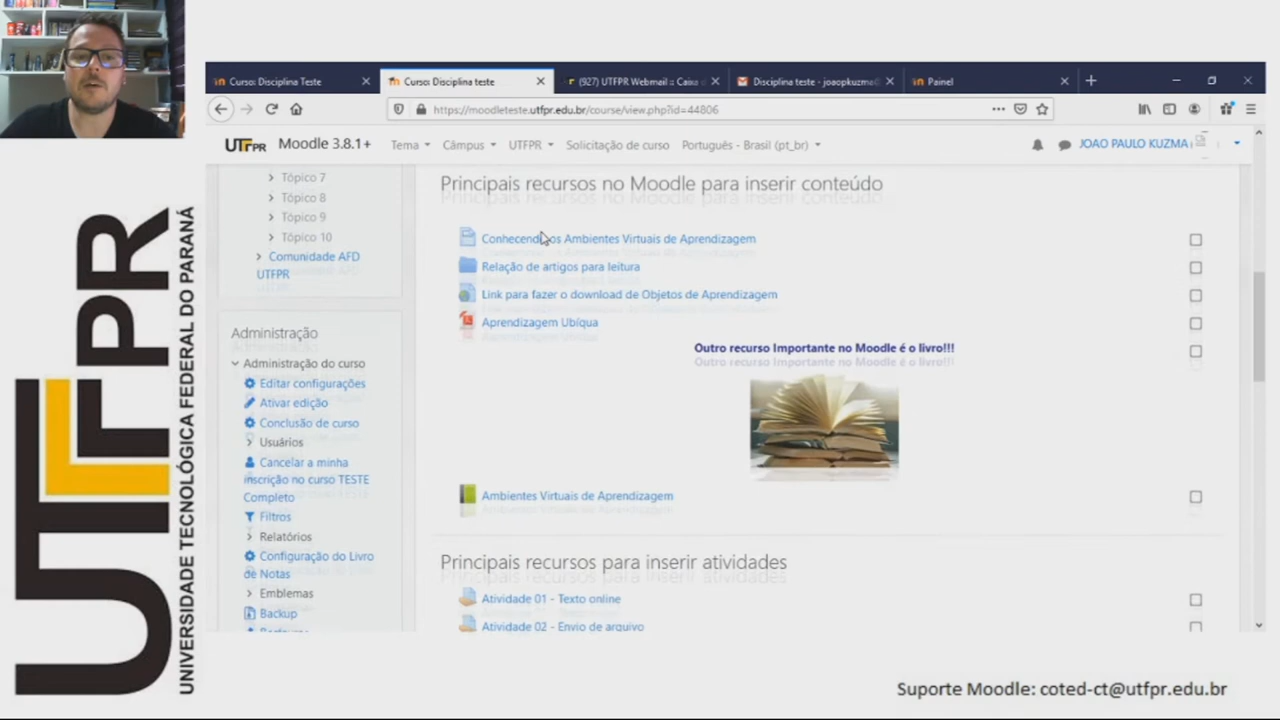 Curso: Disciplina Teste
Curso: Disciplina teste
(927) UTFPR Webmail :: Caixa d
Disciplina teste - joaopkuzma@
Painel
https://moodleteste.utfpr.edu.br/course/view.php?id=44806
UTFPR
Moodle 3.8.1+
Tema
Câmpus
UTFPR
Solicitação de curso
Português - Brasil (pt_br)
JOAO PAULO KUZMA
Tópico 7
Tópico 8
Tópico 9
Tópico 10
Comunidade AFD
UTFPR
Administração
Administração do curso
Editar configurações
Ativar edição
Conclusão de curso
Usuários
Cancelar a minha
inscrição no curso TESTE
Completo
Filtros
Relatórios
Configuração do Livro
de Notas
Emblemas
Backup
Principais recursos no Moodle para inserir conteúdo
Conhecendo os Ambientes Virtuais de Aprendizagem
Relação de artigos para leitura
Link para fazer o download de Objetos de Aprendizagem
Aprendizagem Ubíqua
Outro recurso Importante no Moodle é o livro!!!
Ambientes Virtuais de Aprendizagem
Principais recursos para inserir atividades
Atividade 01 - Texto online
Atividade 02 - Envio de arquivo
UTFPR
UNIVERSIDADE TECNOLÓGICA FEDERAL DO PARANÁ
Suporte Moodle: coted-ct@utfpr.edu.br